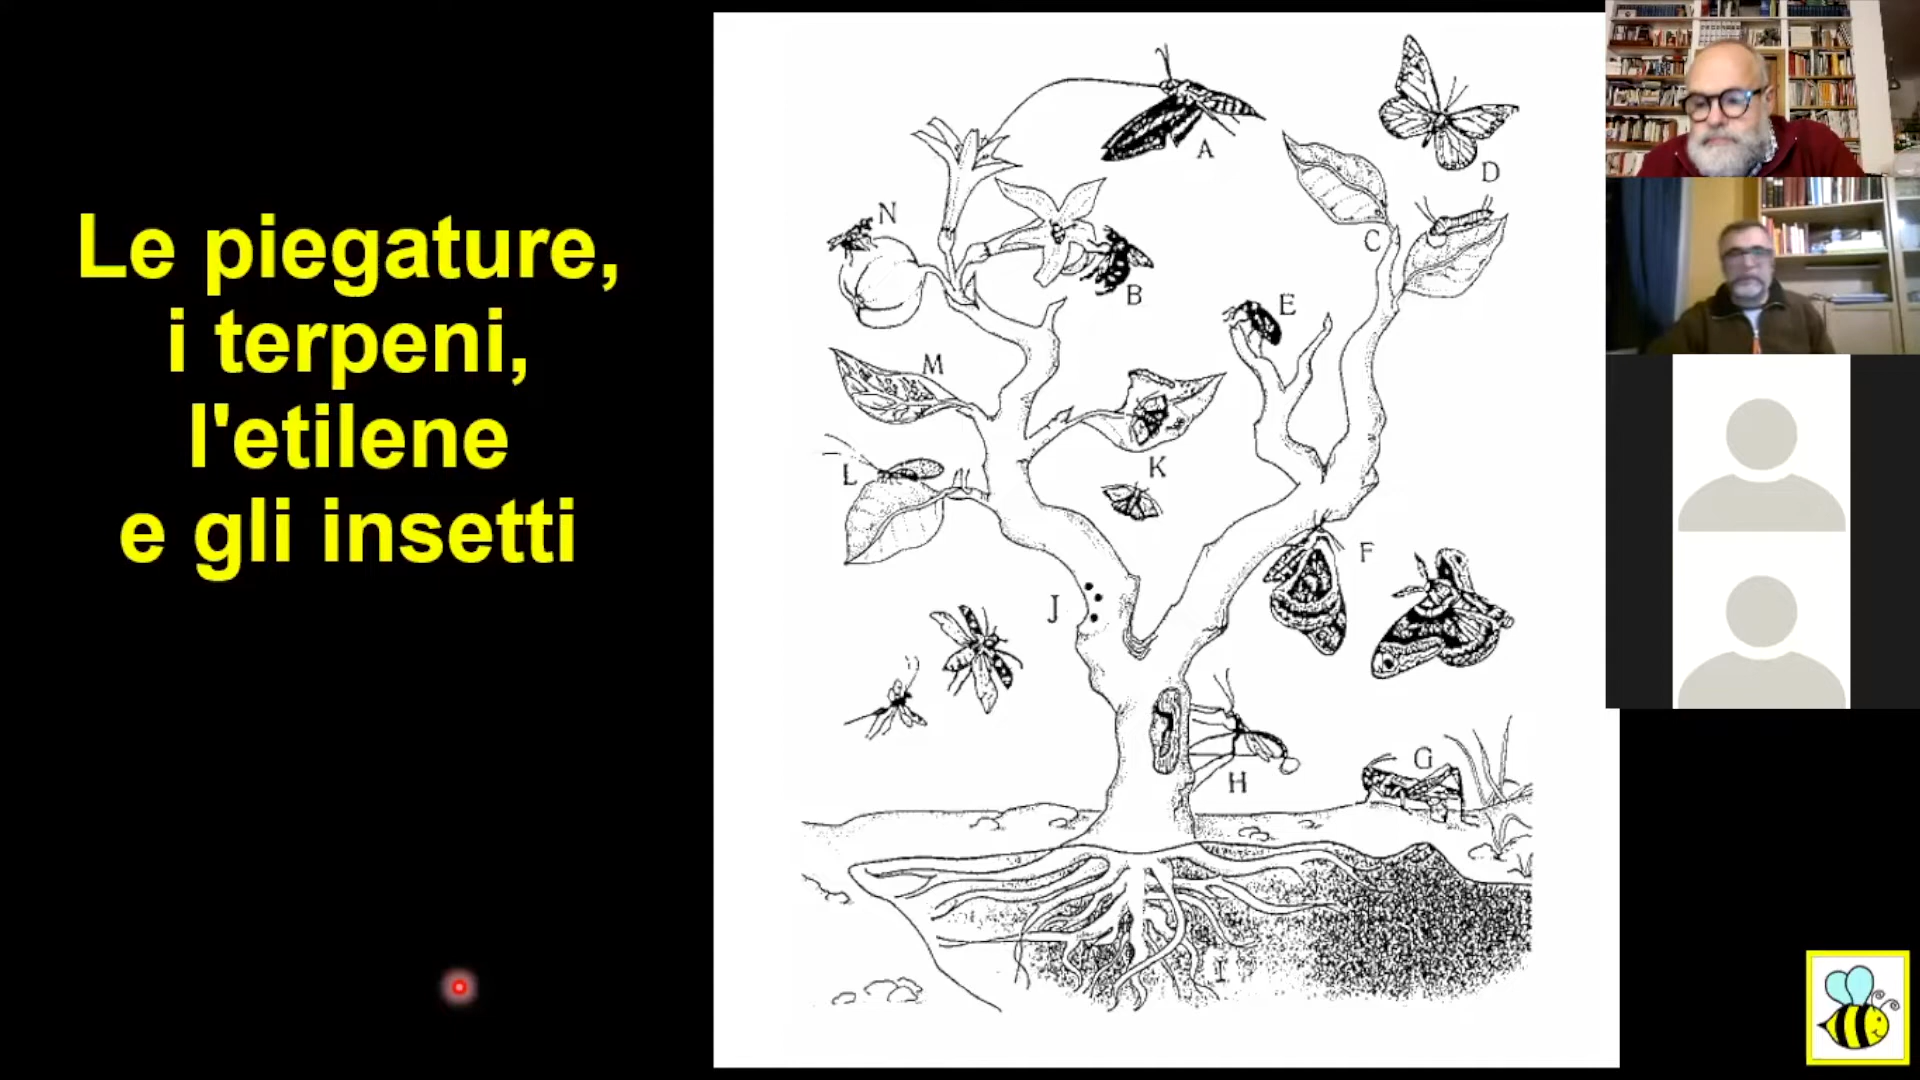 Le piegature,
i terpeni,
l'etilene
e gli insetti
A
D
N
C
B
E
M
K
L
F
J
G
H
I